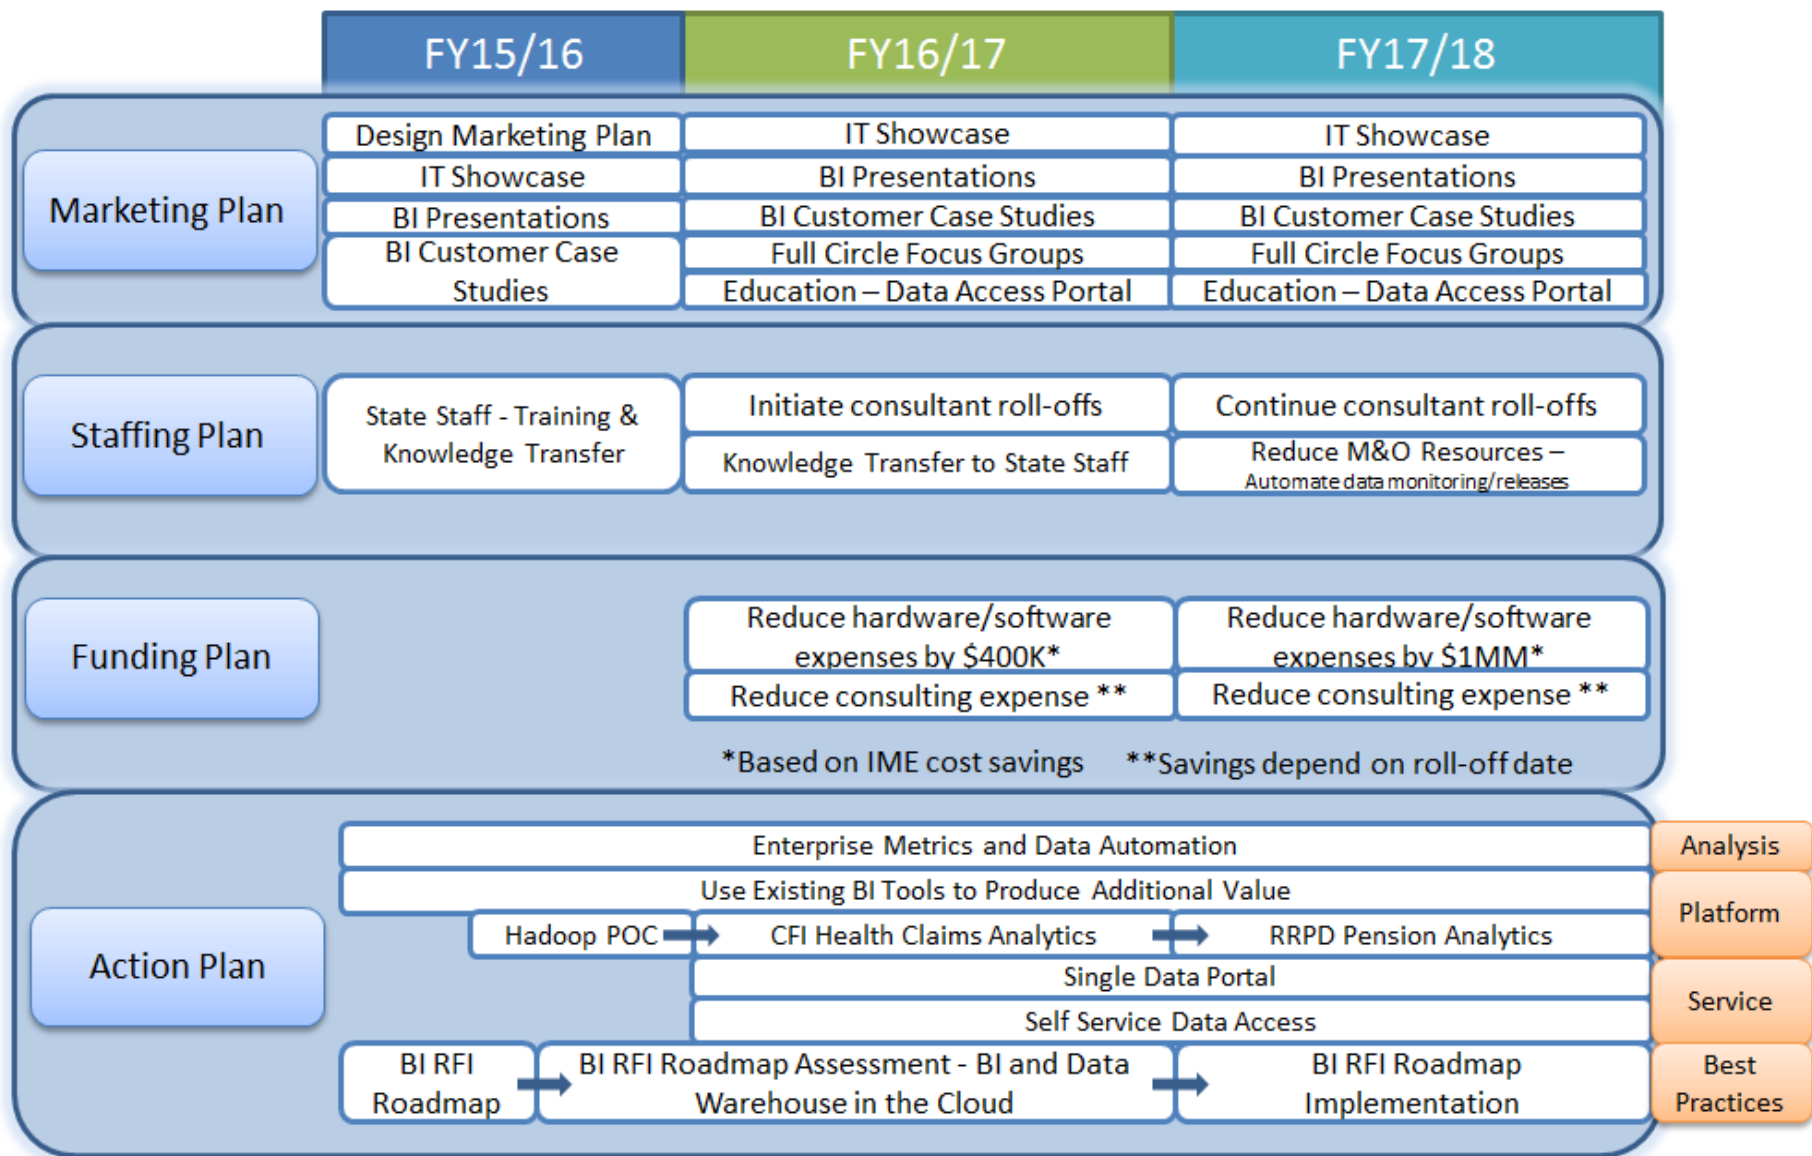 FY15/16
FY16/17
FY17/18
Marketing Plan
Design Marketing Plan
IT Showcase
BI Presentations
BI Customer Case
Studies
IT Showcase
BI Presentations
BI Customer Case Studies
Full Circle Focus Groups
Education – Data Access Portal
IT Showcase
BI Presentations
BI Customer Case Studies
Full Circle Focus Groups
Education – Data Access Portal
Staffing Plan
State Staff - Training &
Knowledge Transfer
Initiate consultant roll-offs
Knowledge Transfer to State Staff
Continue consultant roll-offs
Reduce M&O Resources –
Automate data monitoring/releases
Funding Plan
Reduce hardware/software
expenses by $400K*
Reduce consulting expense **
Reduce hardware/software
expenses by $1MM*
Reduce consulting expense **
*Based on IME cost savings
**Savings depend on roll-off date
Action Plan
Enterprise Metrics and Data Automation
Analysis
Use Existing BI Tools to Produce Additional Value
Platform
Hadoop POC
CFI Health Claims Analytics
RRPD Pension Analytics
Single Data Portal
Service
Self Service Data Access
BI RFI
Roadmap
BI RFI Roadmap Assessment - BI and Data
Warehouse in the Cloud
BI RFI Roadmap
Implementation
Best
Practices